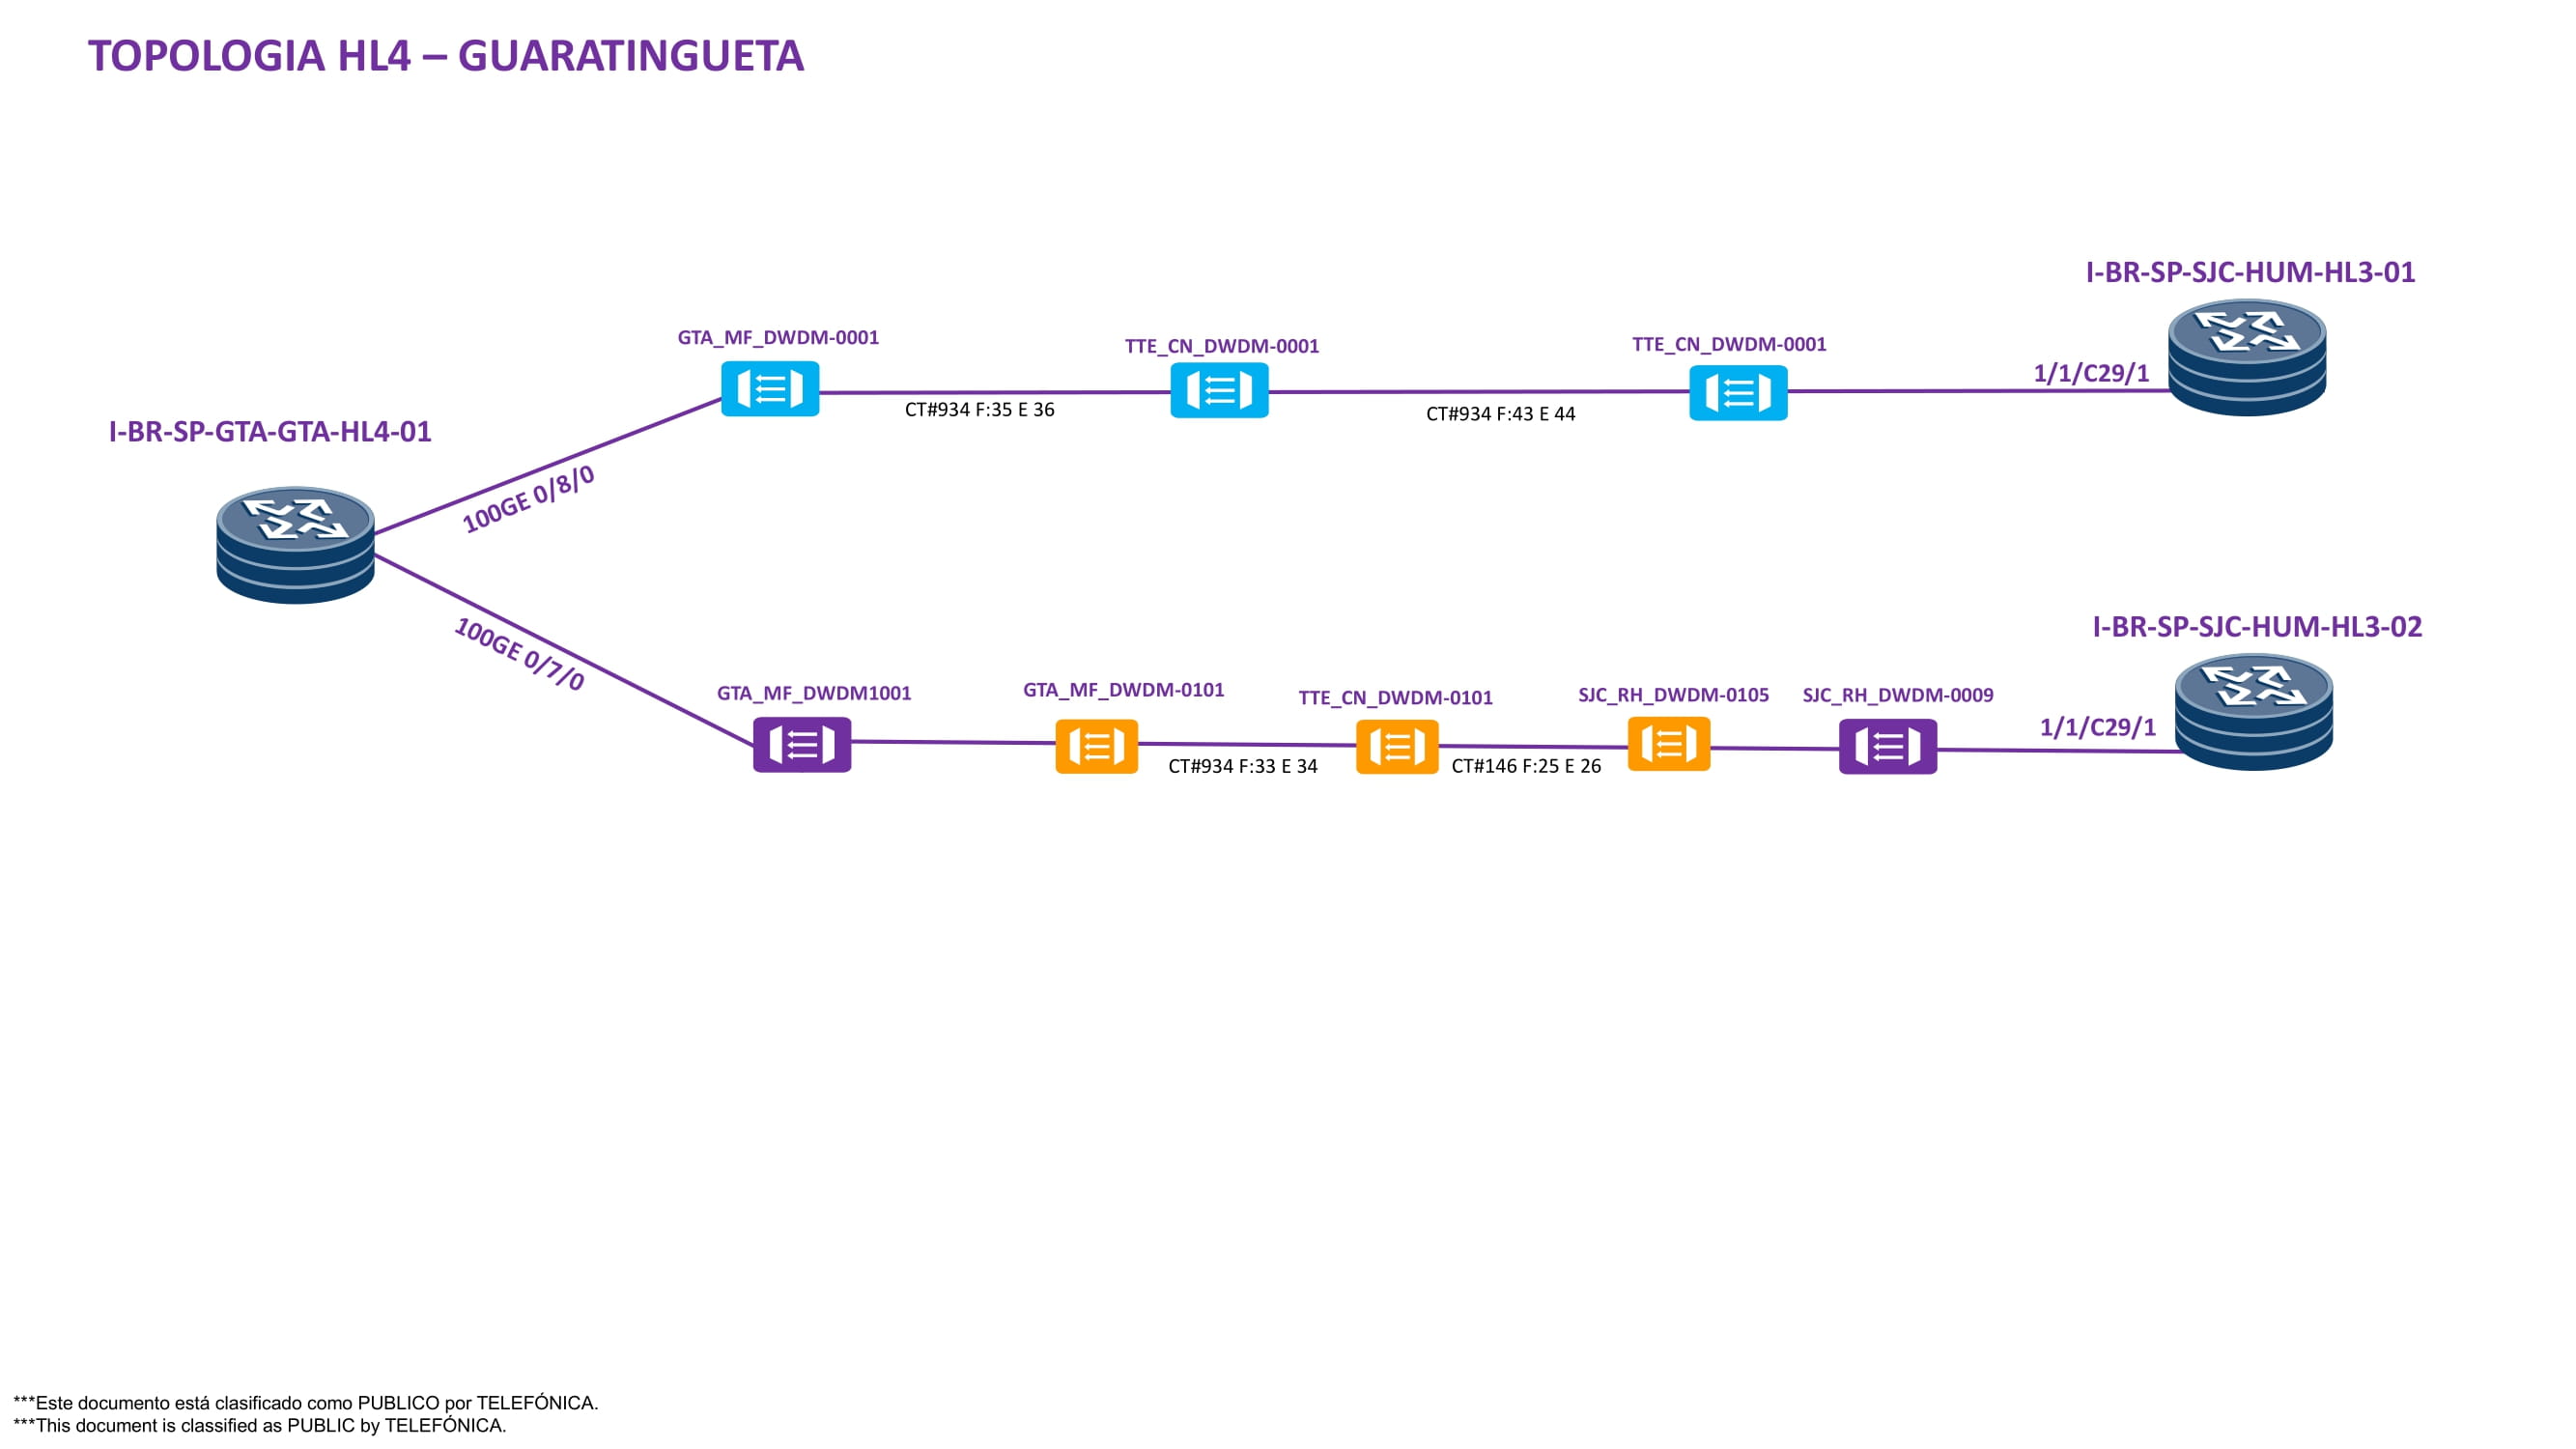 TOPOLOGIA HL4 – GUARATINGUETA
I-BR-SP-SJC-HUM-HL3-01
GTA_MF_DWDM-0001
TTE_CN_DWDM-0001
TTE_CN_DWDM-0001
1/1/C29/1
CT#934 F:35 E 36
CT#934 F:43 E 44
I-BR-SP-GTA-GTA-HL4-01
100GE 0/8/0
100GE 0/7/0
I-BR-SP-SJC-HUM-HL3-02
GTA_MF_DWDM1001
GTA_MF_DWDM-0101
TTE_CN_DWDM-0101
SJC_RH_DWDM-0105
SJC_RH_DWDM-0009
1/1/C29/1
CT#934 F:33 E 34
CT#146 F:25 E 26
***Este documento está clasificado como PUBLICO por TELEFÓNICA.
***This document is classified as PUBLIC by TELEFÓNICA.